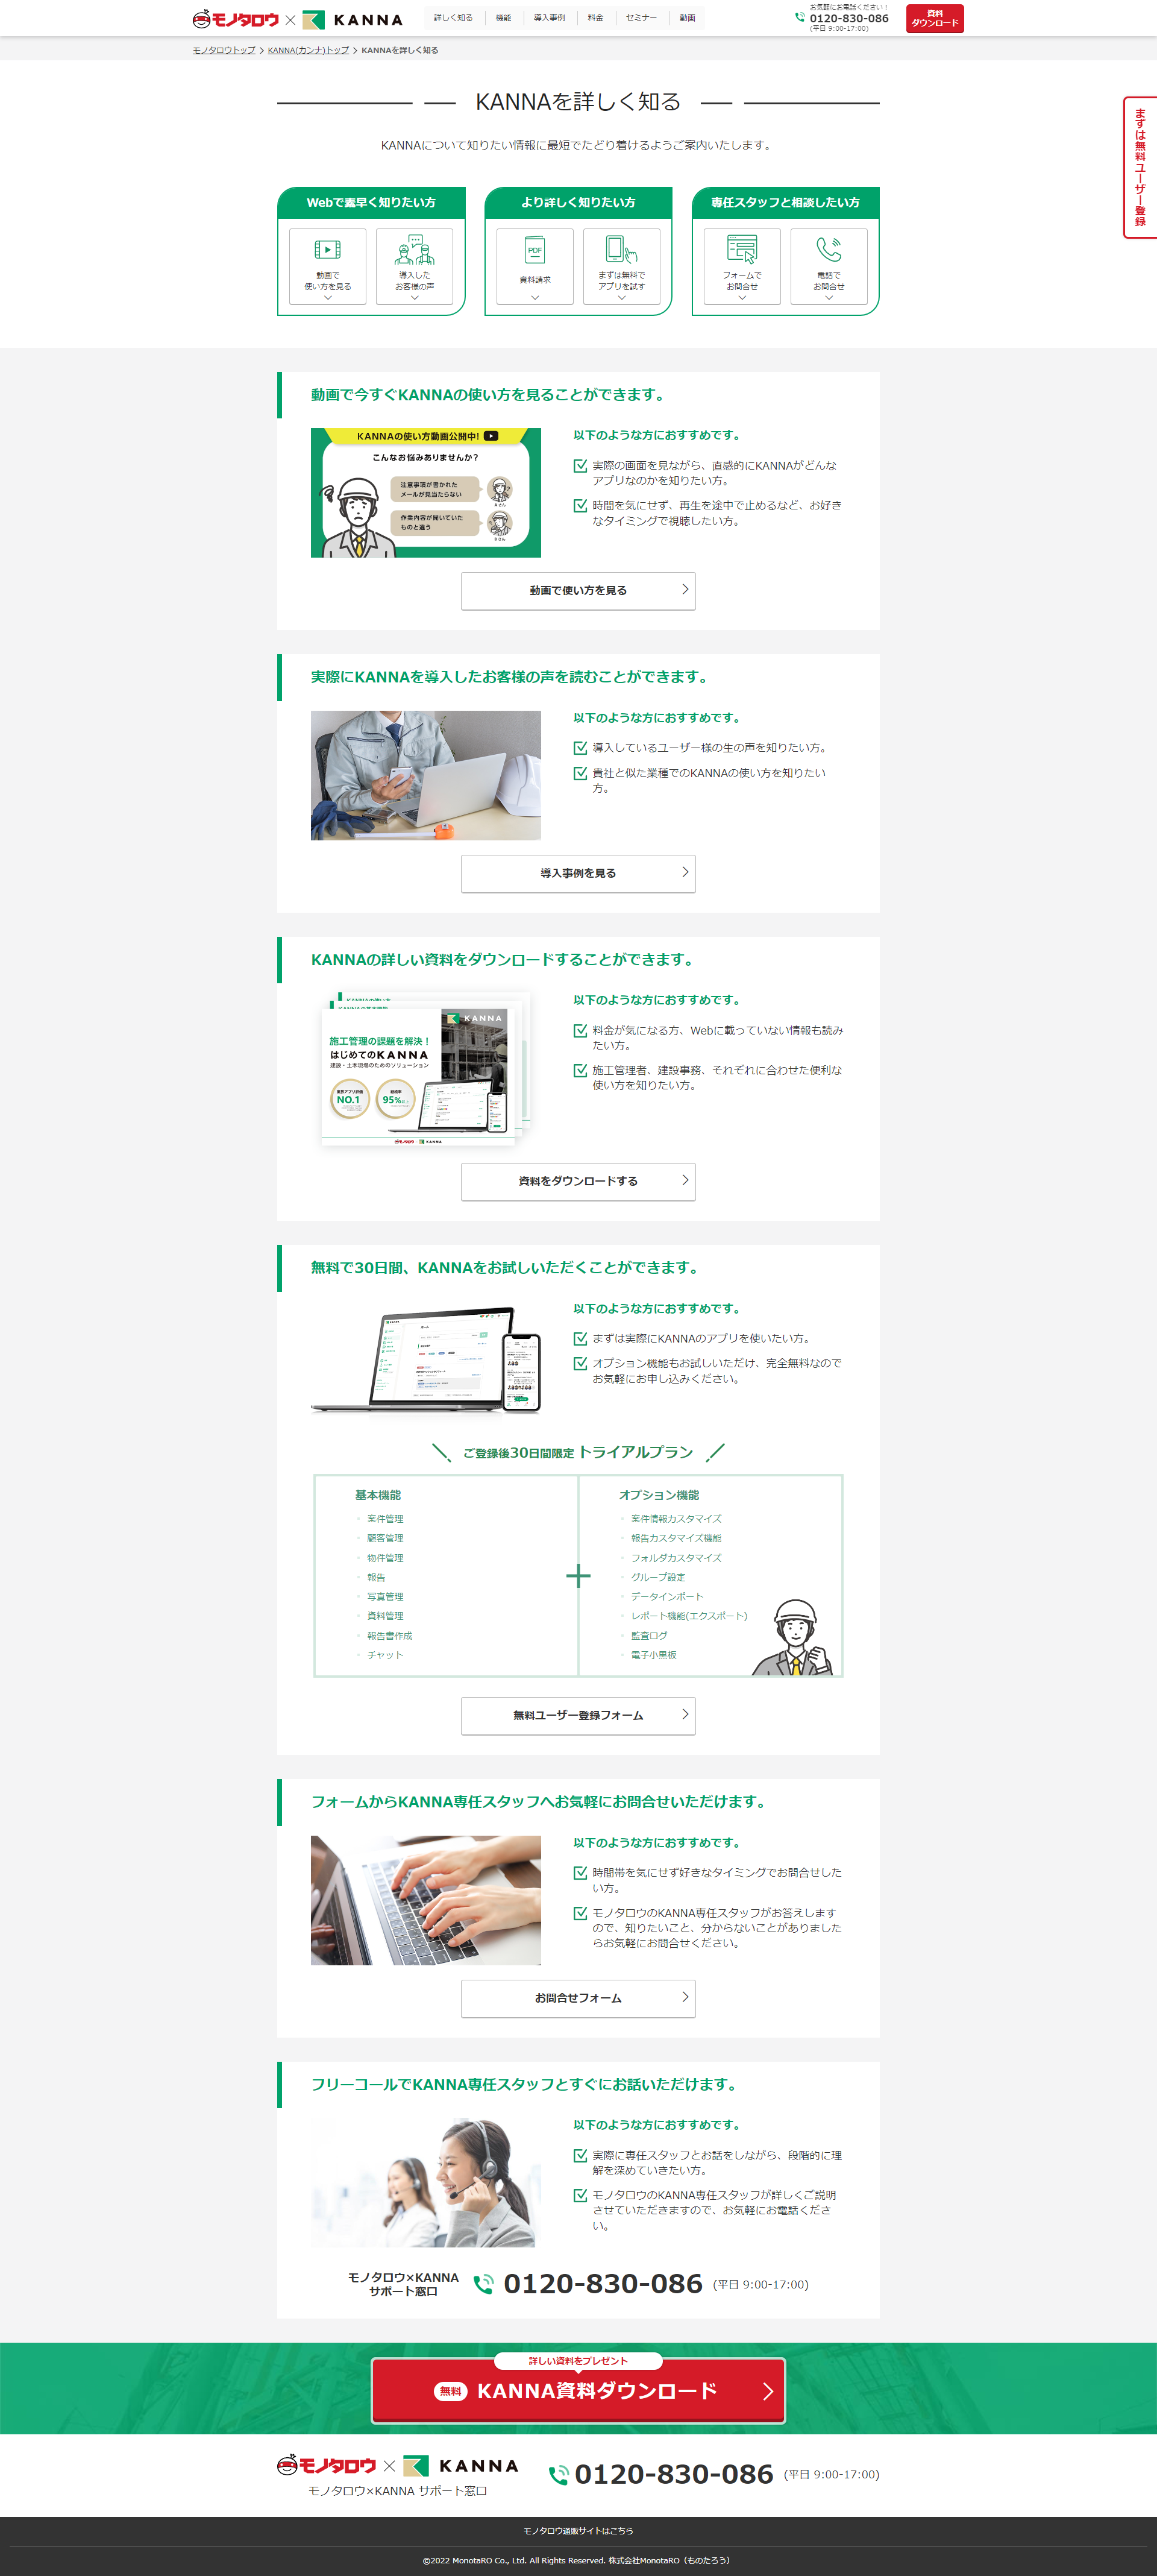 モノタロウ × KANNA
詳しく知る
機能
導入事例
料金
セミナー
動画
お気軽にお電話ください！
0120-830-086
(平日 9:00-17:00)
資料
ダウンロード
モノタロウトップ > KANNA(カンナ)トップ > KANNAを詳しく知る
まずは無料ユーザー登録
KANNAを詳しく知る
KANNAについて知りたい情報に最短でたどり着けるようご案内いたします。
Webで素早く知りたい方
動画で
使い方を見る
導入した
お客様の声
より詳しく知りたい方
PDF
資料請求
まずは無料で
アプリを試す
専任スタッフと相談したい方
フォームで
お問合せ
電話で
お問合せ
動画で今すぐKANNAの使い方を見ることができます。
KANNAの使い方動画公開中!
こんなお悩みありませんか？
注意事項が書かれた
メールが見当たらない
作業内容が聞いていた
ものと違う
以下のような方におすすめです。
実際の画面を見ながら、直感的にKANNAがどんな
アプリなのかを知りたい方。
時間を気にせず、再生を途中で止めるなど、お好き
なタイミングで視聴したい方。
動画で使い方を見る
実際にKANNAを導入したお客様の声を読むことができます。
以下のような方におすすめです。
導入しているユーザー様の生の声を知りたい方。
貴社と似た業種でのKANNAの使い方を知りたい
方。
導入事例を見る
KANNAの詳しい資料をダウンロードすることができます。
KANNA
施工管理の課題を解決！
はじめてのKANNA
建設・土木現場のためのソリューション
NO.1
95%
モノタロウ × KANNA
以下のような方におすすめです。
料金が気になる方、Webに載っていない情報も読み
たい方。
施工管理者、建設事務、それぞれに合わせた便利な
使い方を知りたい方。
資料をダウンロードする
無料で30日間、KANNAをお試しいただくことができます。
以下のような方におすすめです。
まずは実際にKANNAのアプリを使いたい方。
オプション機能もお試しいただけ、完全無料なので
お気軽にお申し込みください。
ご登録後30日間限定 トライアルプラン
基本機能
案件管理
顧客管理
物件管理
報告
写真管理
資料管理
報告書作成
チャット
+
オプション機能
案件情報カスタマイズ
報告カスタマイズ機能
フォルダカスタマイズ
グループ設定
データインポート
レポート機能(エクスポート)
監査ログ
電子小黒板
無料ユーザー登録フォーム
フォームからKANNA専任スタッフへお気軽にお問合せいただけます。
以下のような方におすすめです。
時間帯を気にせず好きなタイミングでお問合せした
い方。
モノタロウのKANNA専任スタッフがお答えします
ので、知りたいこと、分からないことがありました
らお気軽にお問合せください。
お問合せフォーム
フリーコールでKANNA専任スタッフとすぐにお話いただけます。
以下のような方におすすめです。
実際に専任スタッフとお話をしながら、段階的に理
解を深めていきたい方。
モノタロウのKANNA専任スタッフが詳しくご説明
させていただきますので、お気軽にお電話くださ
い。
モノタロウ×KANNA
サポート窓口
0120-830-086 (平日 9:00-17:00)
詳しい資料をプレゼント
無料 KANNA資料ダウンロード
モノタロウ × KANNA
モノタロウ×KANNA サポート窓口
0120-830-086 (平日 9:00-17:00)
モノタロウ通販サイトはこちら
©2022 MonotaRO Co., Ltd. All Rights Reserved. 株式会社MonotaRO（ものたろう）